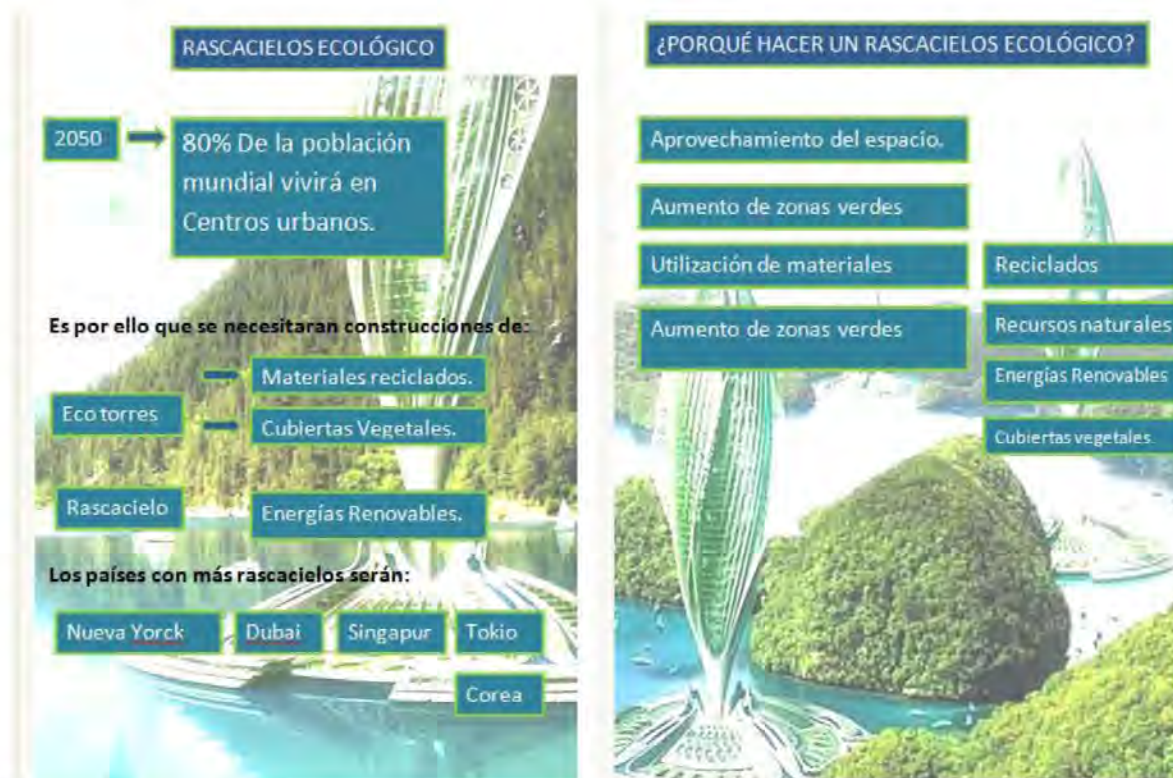 RASCACIELOS ECOLÓGICO
2050
80% De la población
mundial vivirá en
Centros urbanos.
Es por ello que se necesitaran construcciones de:
Eco torres
Materiales reciclados.
Cubiertas Vegetales.
Rascacielo
Energías Renovables.
Los países con más rascacielos serán:
Nueva Yorck
Dubai
Singapur
Tokio
Corea
¿PORQUÉ HACER UN RASCACIELOS ECOLÓGICO?
Aprovechamiento del espacio.
Aumento de zonas verdes
Utilización de materiales
Reciclados
Aumento de zonas verdes
Recursos naturales
Energías Renovables
Cubiertas vegetales.